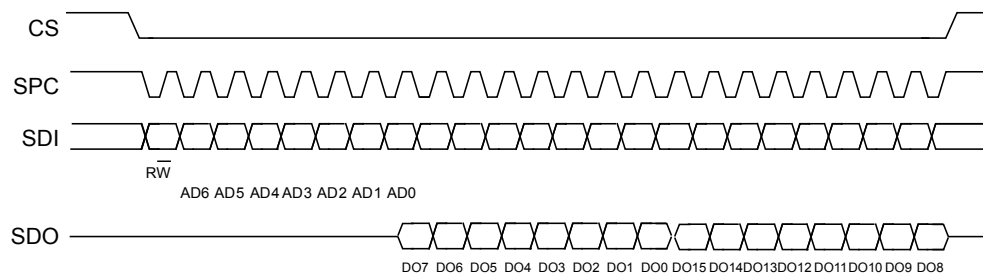 CS
SPC
SDI
RW
AD6 AD5 AD4 AD3 AD2 AD1 AD0
SDO
DO7 DO6 DO5 DO4 DO3 DO2 DO1 DO0 DO15 DO14 DO13 DO12 DO11 DO10 DO9 DO8